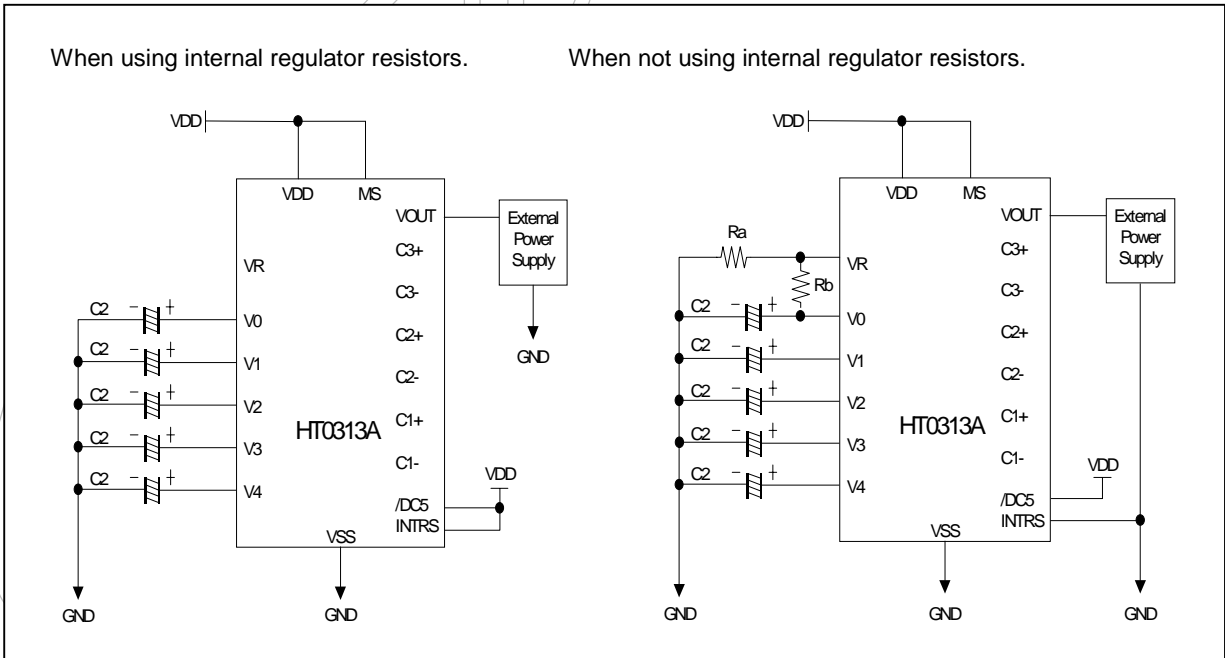 When using internal regulator resistors.
When not using internal regulator resistors.
VDD
VDD MS
VOUT
External
Power
Supply
C3+
VR
C3-
C2 − +
V0
C2+
GND
C2 − +
V1
C2-
C2 − +
V2
C1+
HT0313A
C2 − +
V3
C1-
VDD
C2 − +
V4
/DC5
INTRS
VSS
GND
GND
VDD
VDD MS
VOUT
External
Power
Supply
Ra
C3+
VR
Rb
C3-
C2 − +
V0
C2+
C2 − +
V1
C2-
C2 − +
V2
C1+
HT0313A
C2 − +
V3
C1-
VDD
C2 − +
V4
/DC5
INTRS
VSS
GND
GND
GND